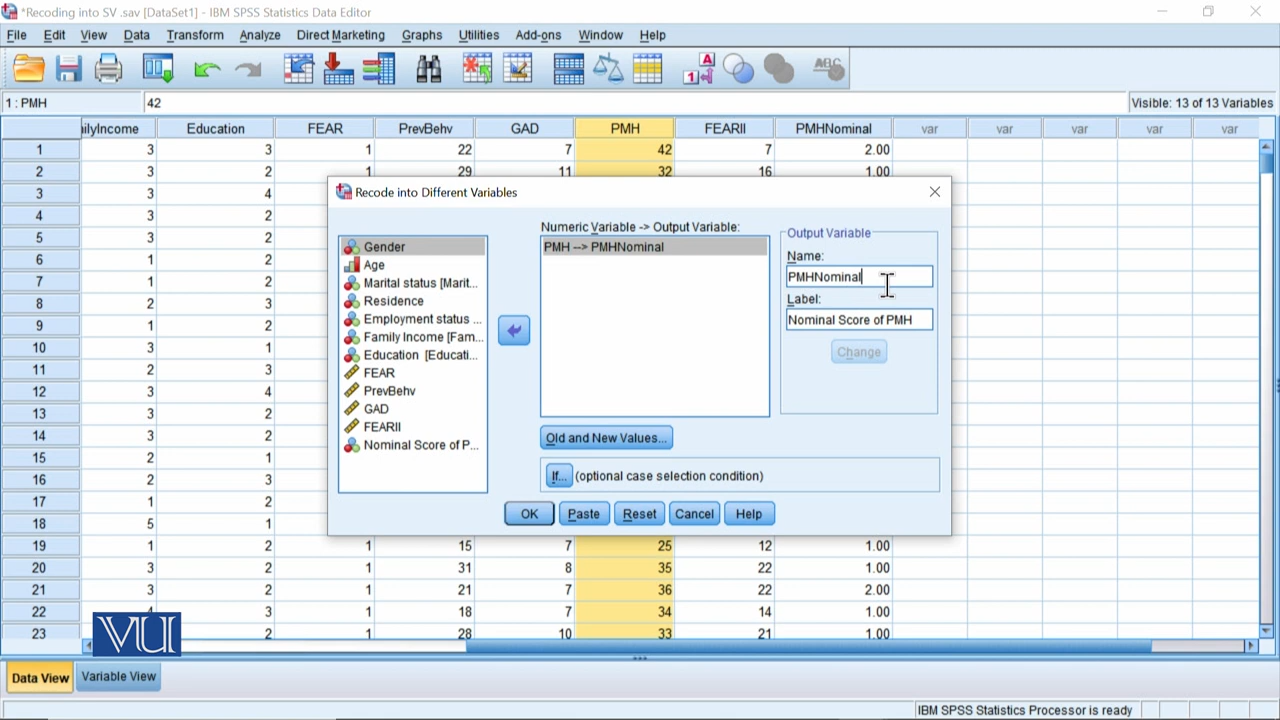 *Recoding into SV .sav [DataSet1] - IBM SPSS Statistics Data Editor
File Edit View Data Transform Analyze Direct Marketing Graphs Utilities Add-ons Window Help
1 : PMH 42 Visible: 13 of 13 Variables
ilyIncome Education FEAR PrevBehv GAD PMH FEARII PMHNominal var var var var var
1 3 3 1 22 7 42 7 2.00
2 3 2 1 29 11 32 16 1.00
3 3 4
4 3 2
5 3 2
6 1 2
7 1 2
8 2 3
9 1 2
10 3 1
11 2 3
12 3 4
13 3 2
14 3 2
15 2 1
16 2 3
17 1 2
18 5 1
19 1 2 1 15 7 25 12 1.00
20 3 2 1 31 8 35 22 1.00
21 3 2 1 21 7 36 22 2.00
22 4 3 1 18 7 34 14 1.00
23 2 1 28 10 33 21 1.00
Recode into Different Variables
Gender
Age
Marital status [Marit...
Residence
Employment status ...
Family Income [Fam...
Education [Educati...
FEAR
PrevBehv
GAD
FEARII
Nominal Score of P...
Numeric Variable -> Output Variable:
PMH --> PMHNominal
Output Variable
Name:
PMHNominal
Label:
Nominal Score of PMH
Change
Old and New Values...
If... (optional case selection condition)
OK Paste Reset Cancel Help
VU
Data View Variable View
IBM SPSS Statistics Processor is ready